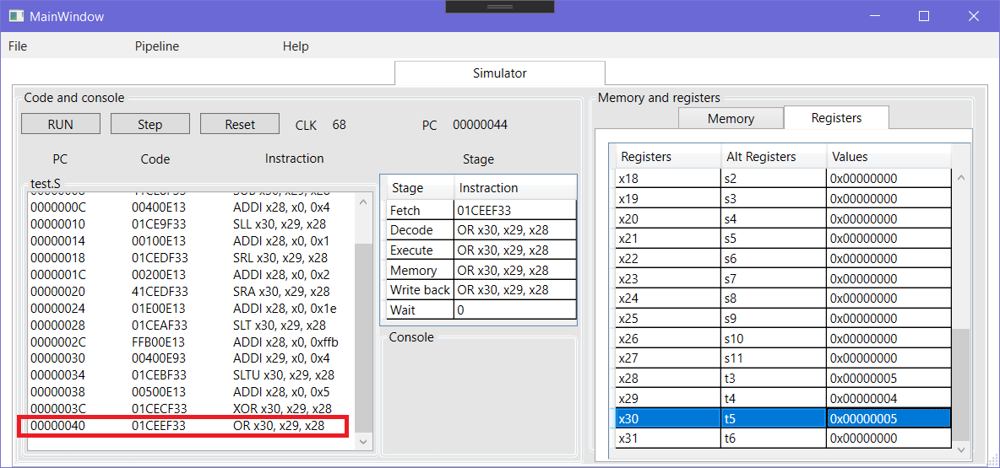 MainWindow
File Pipeline Help
Simulator
Code and console
RUN Step Reset CLK 68 PC 00000044
PC Code Instraction Stage
test.S
0000000C 00400E13 ADDI x28, x0, 0x4
00000010 01CE9F33 SLL x30, x29, x28
00000014 00100E13 ADDI x28, x0, 0x1
00000018 01CEDF33 SRL x30, x29, x28
0000001C 00200E13 ADDI x28, x0, 0x2
00000020 41CEDF33 SRA x30, x29, x28
00000024 01E00E13 ADDI x28, x0, 0x1e
00000028 01CEAF33 SLT x30, x29, x28
0000002C FFB00E13 ADDI x28, x0, 0xffb
00000030 00400E93 ADDI x29, x0, 0x4
00000034 01CEBF33 SLTU x30, x29, x28
00000038 00500E13 ADDI x28, x0, 0x5
0000003C 01CECF33 XOR x30, x29, x28
00000040 01CEEF33 OR x30, x29, x28
Stage Instraction
Fetch 01CEEF33
Decode OR x30, x29, x28
Execute OR x30, x29, x28
Memory OR x30, x29, x28
Write back OR x30, x29, x28
Wait 0
Console
Memory and registers
Memory Registers
Registers Alt Registers Values
x18 s2 0x00000000
x19 s3 0x00000000
x20 s4 0x00000000
x21 s5 0x00000000
x22 s6 0x00000000
x23 s7 0x00000000
x24 s8 0x00000000
x25 s9 0x00000000
x26 s10 0x00000000
x27 s11 0x00000000
x28 t3 0x00000005
x29 t4 0x00000004
x30 t5 0x00000005
x31 t6 0x00000000